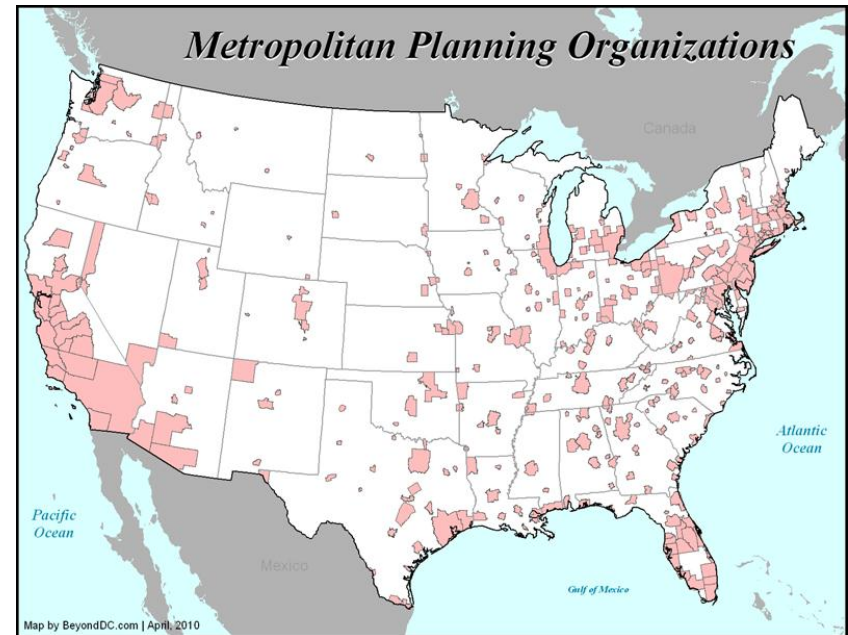 Metropolitan Planning Organizations
Canada
Atlantic
Ocean
Pacific
Ocean
Mexico
Gulf of Mexico
Map by BeyondDC.com | April, 2010